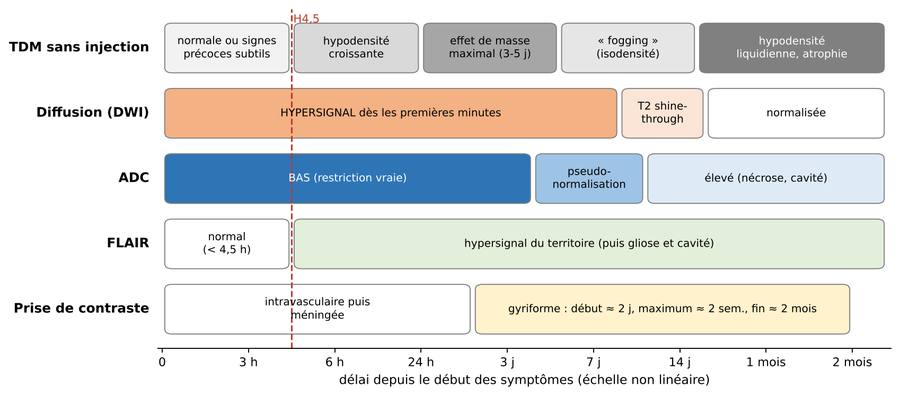 H4,5
TDM sans injection
normale ou signes
précoces subtils
hypodensité
croissante
effet de masse
maximal (3-5 j)
« fogging »
(isodensité)
hypodensité
liquidienne, atrophie
Diffusion (DWI)
HYPERSIGNAL dès les premières minutes
T2 shine-
through
normalisée
ADC
BAS (restriction vraie)
pseudo-
normalisation
élevé (nécrose, cavité)
FLAIR
normal
(< 4,5 h)
hypersignal du territoire (puis gliose et cavité)
Prise de contraste
intravasculaire puis
méningée
gyriforme : début ≈ 2 j, maximum ≈ 2 sem., fin ≈ 2 mois
0 3 h 6 h 24 h 3 j 7 j 14 j 1 mois 2 mois
délai depuis le début des symptômes (échelle non linéaire)